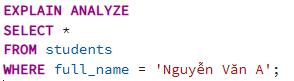 EXPLAIN ANALYZE
SELECT *
FROM students
WHERE full_name = 'Nguyễn Văn A';